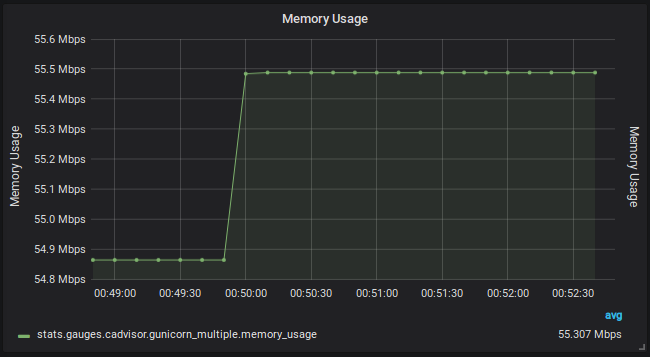 Memory Usage
55.6 Mbps
55.5 Mbps
55.4 Mbps
55.3 Mbps
55.2 Mbps
55.1 Mbps
55.0 Mbps
54.9 Mbps
54.8 Mbps
Memory Usage
Memory Usage
00:49:00 00:49:30 00:50:00 00:50:30 00:51:00 00:51:30 00:52:00 00:52:30
avg
stats.gauges.cadvisor.gunicorn_multiple.memory_usage 55.307 Mbps